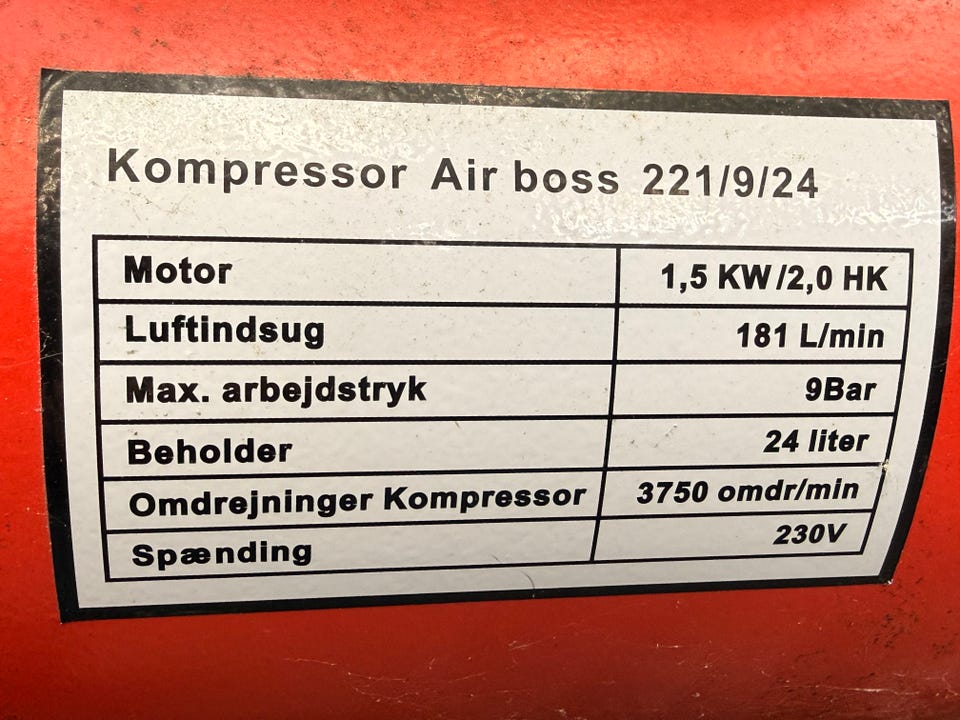 Kompressor Air boss 221/9/24
Motor 1,5 KW/2,0 HK
Luftindsug 181 L/min
Max. arbejdstryk 9Bar
Beholder 24 liter
Omdrejninger Kompressor 3750 omdr/min
Spænding 230V